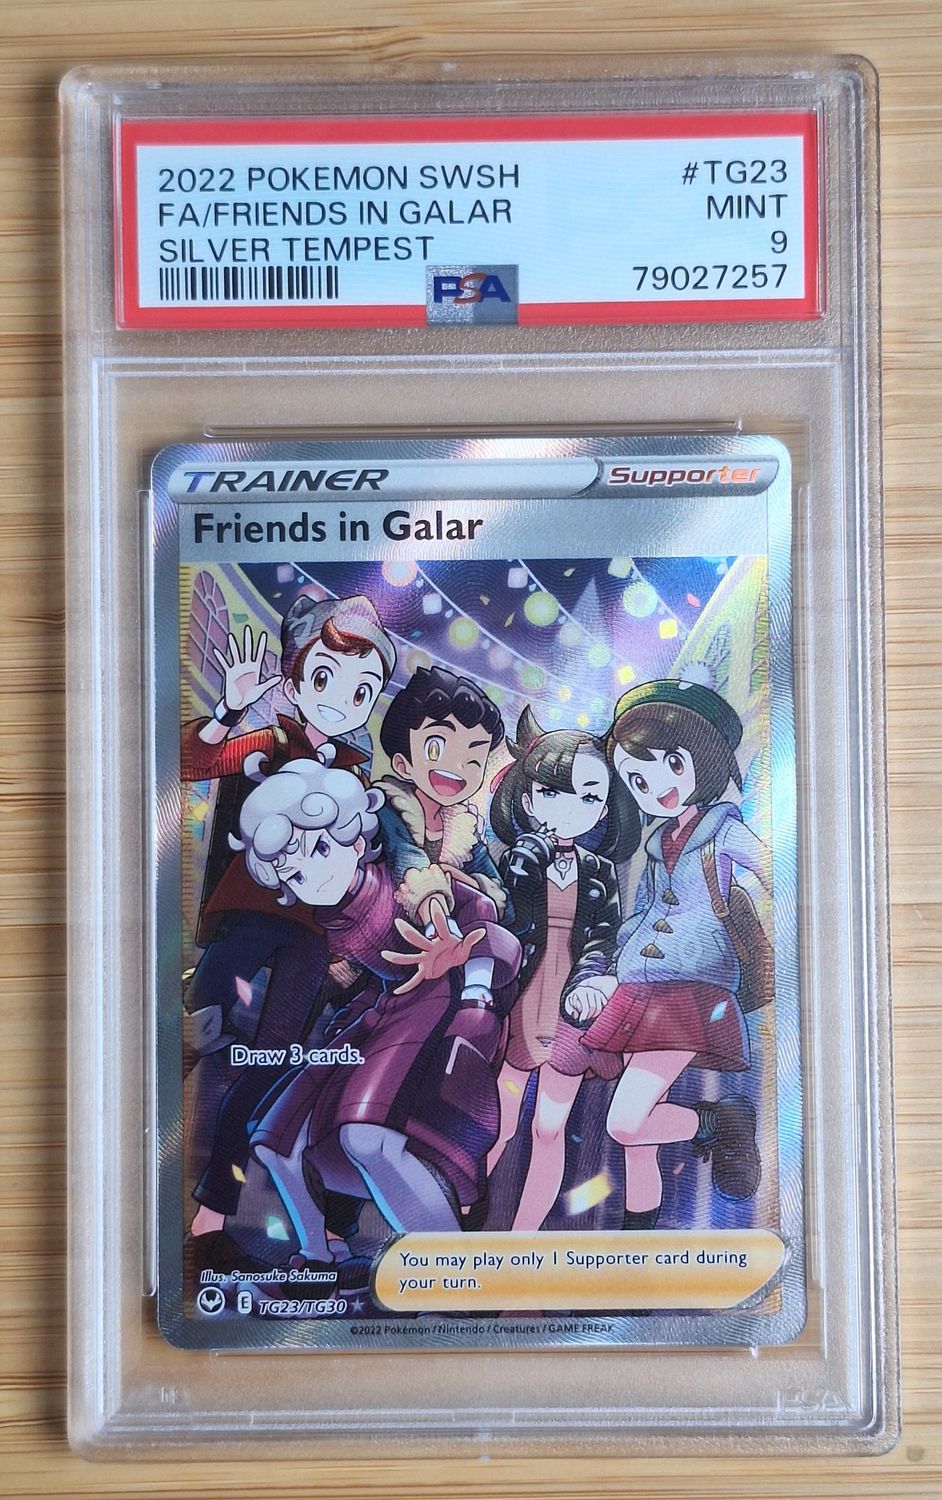 2022 POKEMON SWSH #TG23
FA/FRIENDS IN GALAR MINT
SILVER TEMPEST 9
79027257
PSA
TRAINER Supporter
Friends in Galar
Draw 3 cards.
You may play only 1 Supporter card during
your turn.
Illus. Sanosuke Sakuma
E TG23/TG30
©2022 Pokémon / Nintendo / Creatures / GAME FREAK
PSA